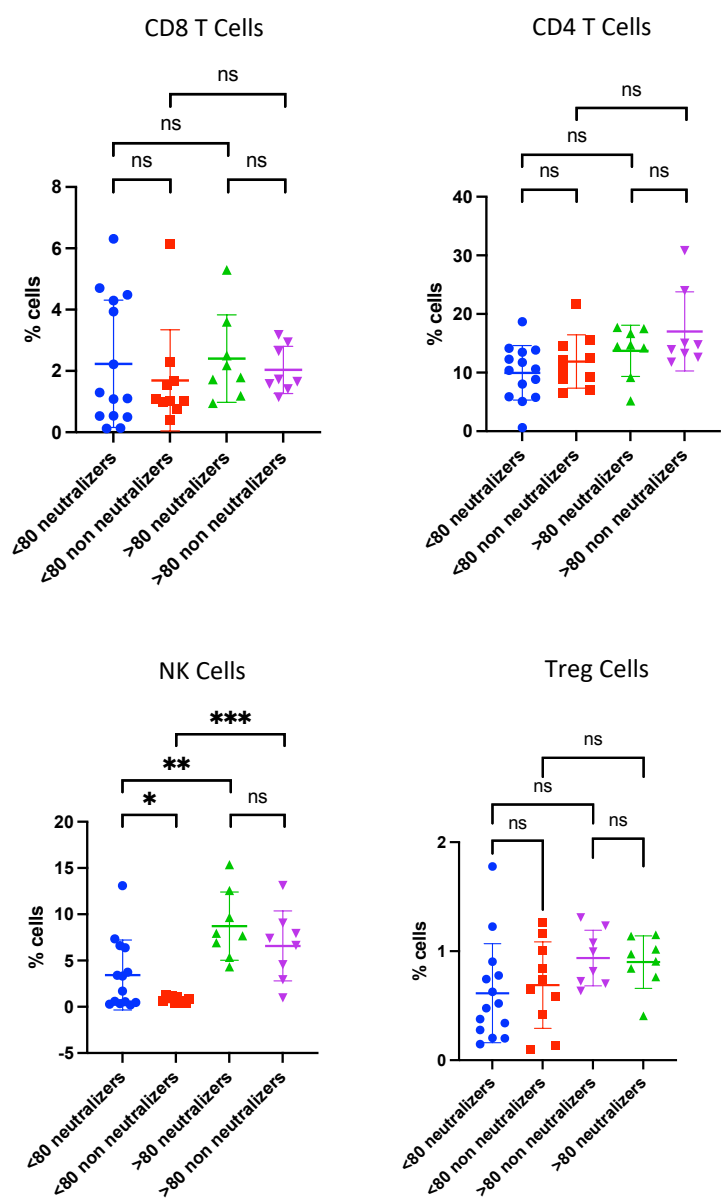 CD8 T Cells
ns
ns
ns
ns
8
6
4
2
0
% cells
<80 neutralizers
<80 non neutralizers
>80 neutralizers
>80 non neutralizers
CD4 T Cells
ns
ns
ns
ns
40
30
20
10
0
% cells
<80 neutralizers
<80 non neutralizers
>80 neutralizers
>80 non neutralizers
NK Cells
***
**
*
ns
20
15
10
5
0
-5
% cells
<80 neutralizers
<80 non neutralizers
>80 neutralizers
>80 non neutralizers
Treg Cells
ns
ns
ns
ns
2
1
0
% cells
<80 neutralizers
<80 non neutralizers
>80 non neutralizers
>80 neutralizers